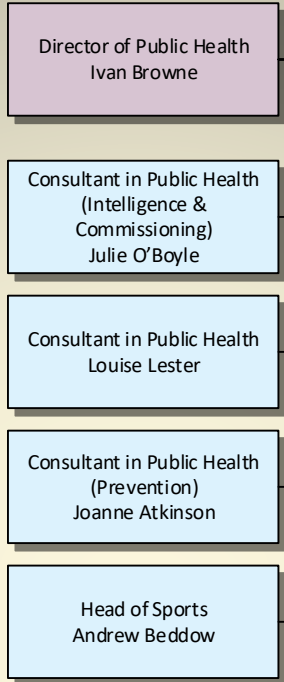 Director of Public Health
Ivan Browne
Consultant in Public Health
(Intelligence &
Commissioning)
Julie O'Boyle
Consultant in Public Health
Louise Lester
Consultant in Public Health
(Prevention)
Joanne Atkinson
Head of Sports
Andrew Beddow